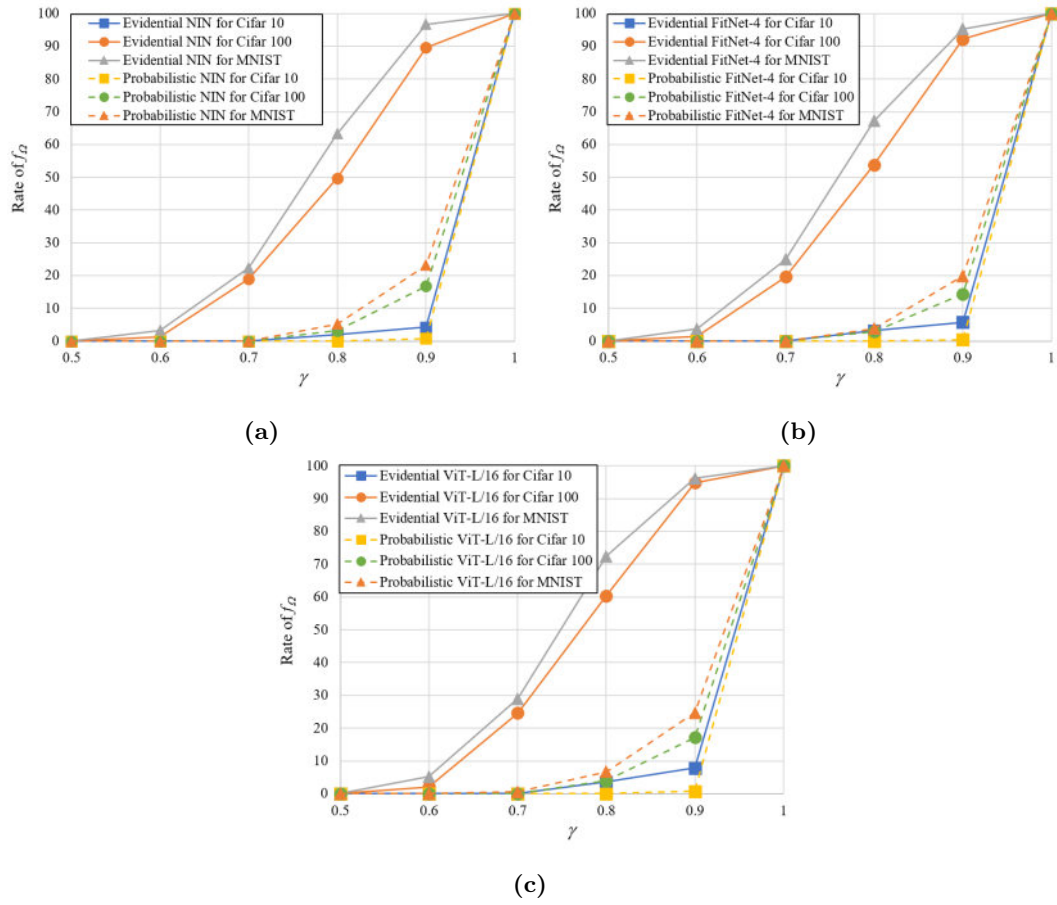 100
90
80
70
60
50
40
30
20
10
0
Rate of fΩ
Evidential NIN for Cifar 10
Evidential NIN for Cifar 100
Evidential NIN for MNIST
Probabilistic NIN for Cifar 10
Probabilistic NIN for Cifar 100
Probabilistic NIN for MNIST
0.5 0.6 0.7 0.8 0.9 1
γ
(a)
100
90
80
70
60
50
40
30
20
10
0
Rate of fΩ
Evidential FitNet-4 for Cifar 10
Evidential FitNet-4 for Cifar 100
Evidential FitNet-4 for MNIST
Probabilistic FitNet-4 for Cifar 10
Probabilistic FitNet-4 for Cifar 100
Probabilistic FitNet-4 for MNIST
0.5 0.6 0.7 0.8 0.9 1
γ
(b)
100
90
80
70
60
50
40
30
20
10
0
Rate of fΩ
Evidential ViT-L/16 for Cifar 10
Evidential ViT-L/16 for Cifar 100
Evidential ViT-L/16 for MNIST
Probabilistic ViT-L/16 for Cifar 10
Probabilistic ViT-L/16 for Cifar 100
Probabilistic ViT-L/16 for MNIST
0.5 0.6 0.7 0.8 0.9 1
γ
(c)